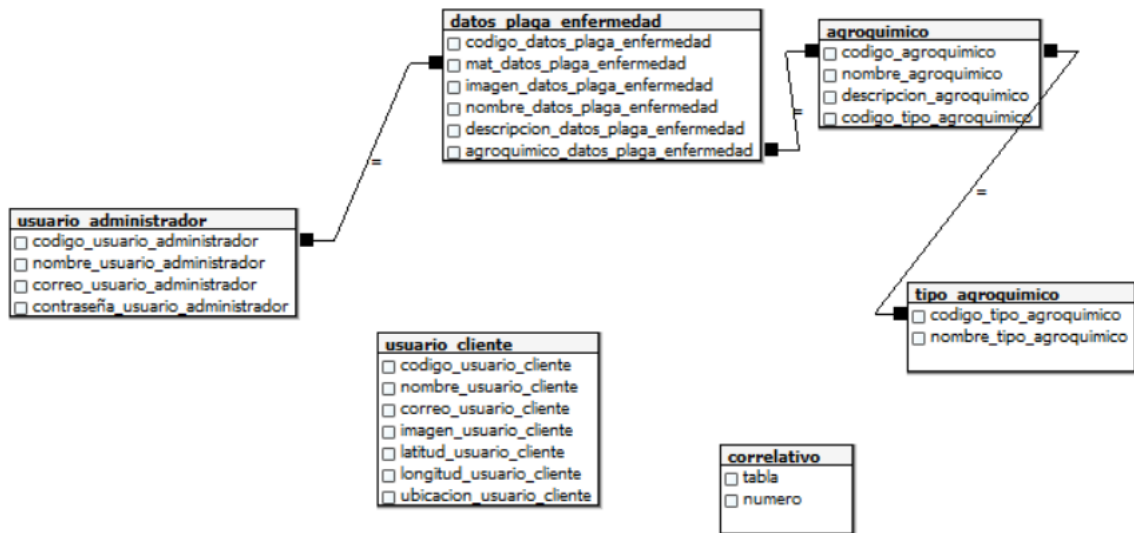 datos_plaga_enfermedad
codigo_datos_plaga_enfermedad
mat_datos_plaga_enfermedad
imagen_datos_plaga_enfermedad
nombre_datos_plaga_enfermedad
descripcion_datos_plaga_enfermedad
agroquimico_datos_plaga_enfermedad
agroquimico
codigo_agroquimico
nombre_agroquimico
descripcion_agroquimico
codigo_tipo_agroquimico
=
=
=
usuario_administrador
codigo_usuario_administrador
nombre_usuario_administrador
correo_usuario_administrador
contraseña_usuario_administrador
tipo_agroquimico
codigo_tipo_agroquimico
nombre_tipo_agroquimico
usuario_cliente
codigo_usuario_cliente
nombre_usuario_cliente
correo_usuario_cliente
imagen_usuario_cliente
latitud_usuario_cliente
longitud_usuario_cliente
ubicacion_usuario_cliente
correlativo
tabla
numero